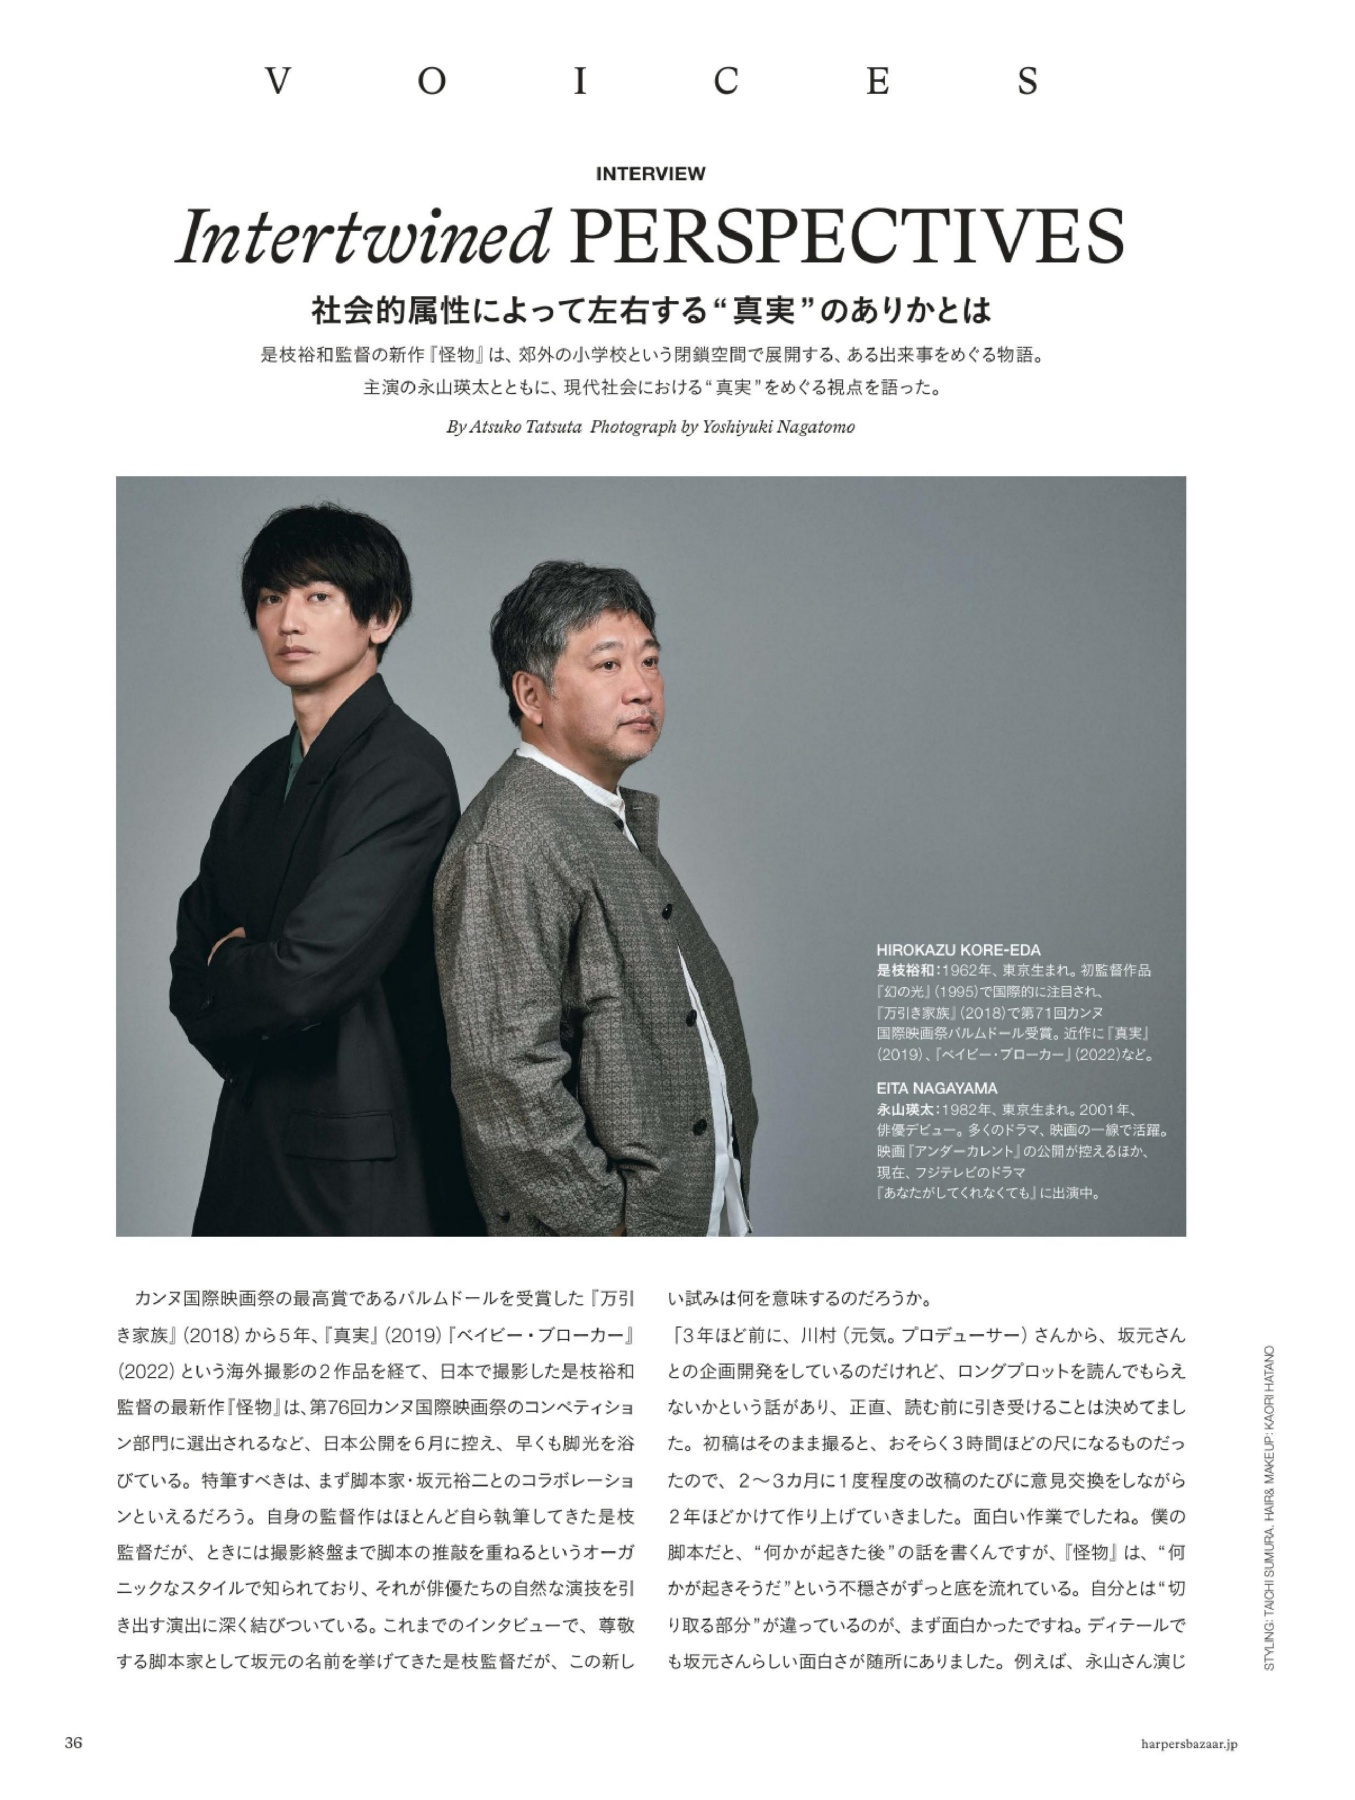 VOICES
INTERVIEW
Intertwined PERSPECTIVES
社会的属性によって左右する“真実”のありかとは
是枝裕和監督の新作『怪物』は、郊外の小学校という閉鎖空間で展開する、ある出来事をめぐる物語。
主演の永山瑛太とともに、現代社会における“真実”をめぐる視点を語った。
By Atsuko Tatsuta Photograph by Yoshiyuki Nagatomo
HIROKAZU KORE-EDA
是枝裕和：1962年、東京生まれ。初監督作品
『幻の光』（1995）で国際的に注目され、
『万引き家族』（2018）で第71回カンヌ
国際映画祭パルムドール受賞。近作に『真実』
（2019）、『ベイビー・ブローカー』（2022）など。
EITA NAGAYAMA
永山瑛太：1982年、東京生まれ。2001年、
俳優デビュー。多くのドラマ、映画の一線で活躍。
映画『アンダーカレント』の公開が控えるほか、
現在、フジテレビのドラマ
『あなたがしてくれなくても』に出演中。
カンヌ国際映画祭の最高賞であるパルムドールを受賞した『万引
き家族』（2018）から5年、『真実』（2019）『ベイビー・ブローカー』
（2022）という海外撮影の2作品を経て、日本で撮影した是枝裕和
監督の最新作『怪物』は、第76回カンヌ国際映画祭のコンペティショ
ン部門に選出されるなど、日本公開を6月に控え、早くも脚光を浴
びている。特筆すべきは、まず脚本家・坂元裕二とのコラボレーショ
ンといえるだろう。自身の監督作はほとんど自ら執筆してきた是枝
監督だが、ときには撮影終盤まで脚本の推敲を重ねるというオーガ
ニックなスタイルで知られており、それが俳優たちの自然な演技を引
き出す演出に深く結びついている。これまでのインタビューで、尊敬
する脚本家として坂元の名前を挙げてきた是枝監督だが、この新し
い試みは何を意味するのだろうか。
「3年ほど前に、川村（元気。プロデューサー）さんから、坂元さん
との企画開発をしているのだけれど、ロングプロットを読んでもらえ
ないかという話があり、正直、読む前に引き受けることは決めてまし
た。初稿はそのまま撮ると、おそらく3時間ほどの尺になるものだっ
たので、2〜3カ月に1度程度の改稿のたびに意見交換をしながら
2年ほどかけて作り上げていきました。面白い作業でしたね。僕の
脚本だと、“何かが起きた後”の話を書くんですが、『怪物』は、“何
かが起きそうだ”という不穏さがずっと底を流れている。自分とは“切
り取る部分”が違っているのが、まず面白かったですね。ディテールで
も坂元さんらしい面白さが随所にありました。例えば、永山さん演じ
STYLING: TAICHI SUMURA. HAIR& MAKEUP: KAORI HATANO
36
harpersbazaar.jp